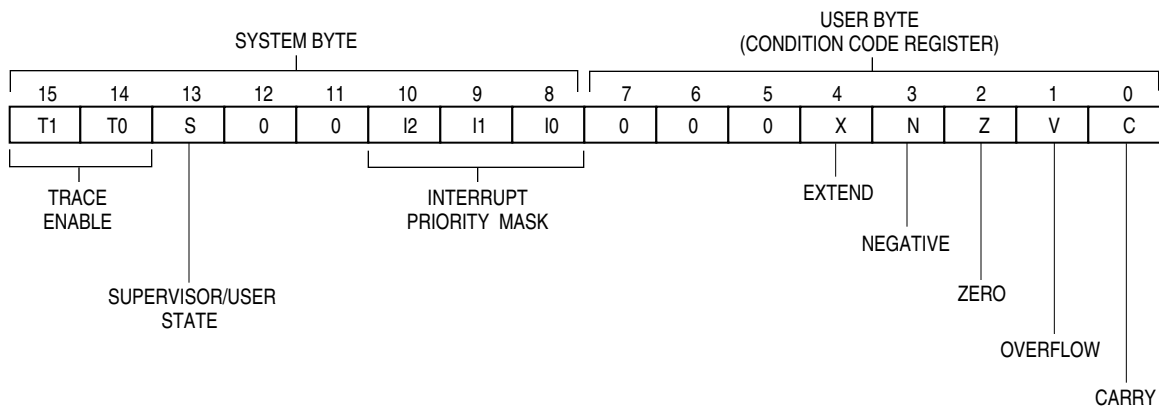 USER BYTE
SYSTEM BYTE
(CONDITION CODE REGISTER)
15 14 13 12 11 10 9 8 7 6 5 4 3 2 1 0
T1 T0 S 0 0 I2 I1 I0 0 0 0 X N Z V C
TRACE
ENABLE
INTERRUPT
PRIORITY MASK
EXTEND
NEGATIVE
SUPERVISOR/USER
STATE
ZERO
OVERFLOW
CARRY